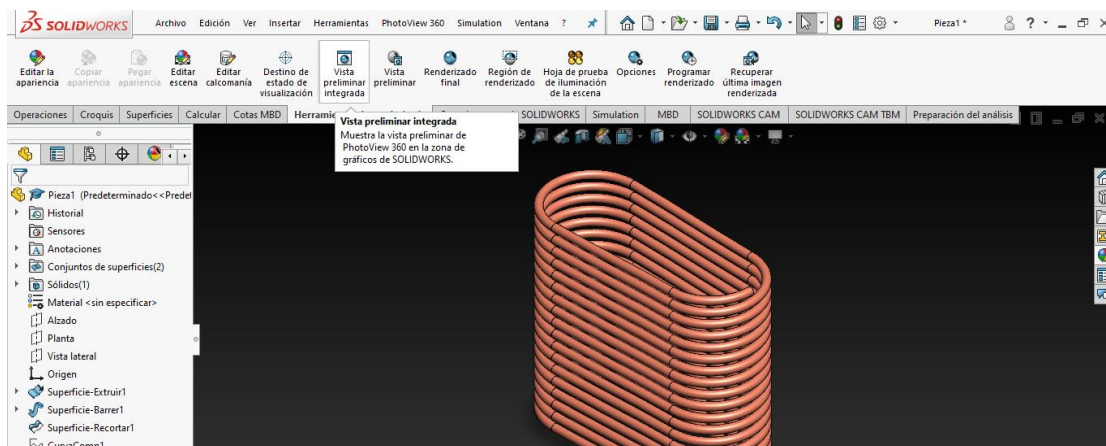 SOLIDWORKS
Archivo Edición Ver Insertar Herramientas PhotoView 360 Simulation Ventana ?
Pieza1 *
Editar la apariencia
Copiar apariencia
Pegar apariencia
Editar escena
Editar calcomanía
Destino de estado de visualización
Vista preliminar integrada
Vista preliminar
Renderizado final
Región de renderizado
Hoja de prueba de iluminación de la escena
Opciones
Programar renderizado
Recuperar última imagen renderizada
Operaciones Croquis Superficies Calcular Cotas MBD SOLIDWORKS Simulation MBD SOLIDWORKS CAM SOLIDWORKS CAM TBM Preparación del análisis
Vista preliminar integrada
Muestra la vista preliminar de
PhotoView 360 en la zona de
gráficos de SOLIDWORKS.
Pieza1 (Predeterminado<<Predet
Historial
Sensores
Anotaciones
Conjuntos de superficies(2)
Sólidos(1)
Material <sin especificar>
Alzado
Planta
Vista lateral
Origen
Superficie-Extruir1
Superficie-Barrer1
Superficie-Recortar1
CurvaComp1